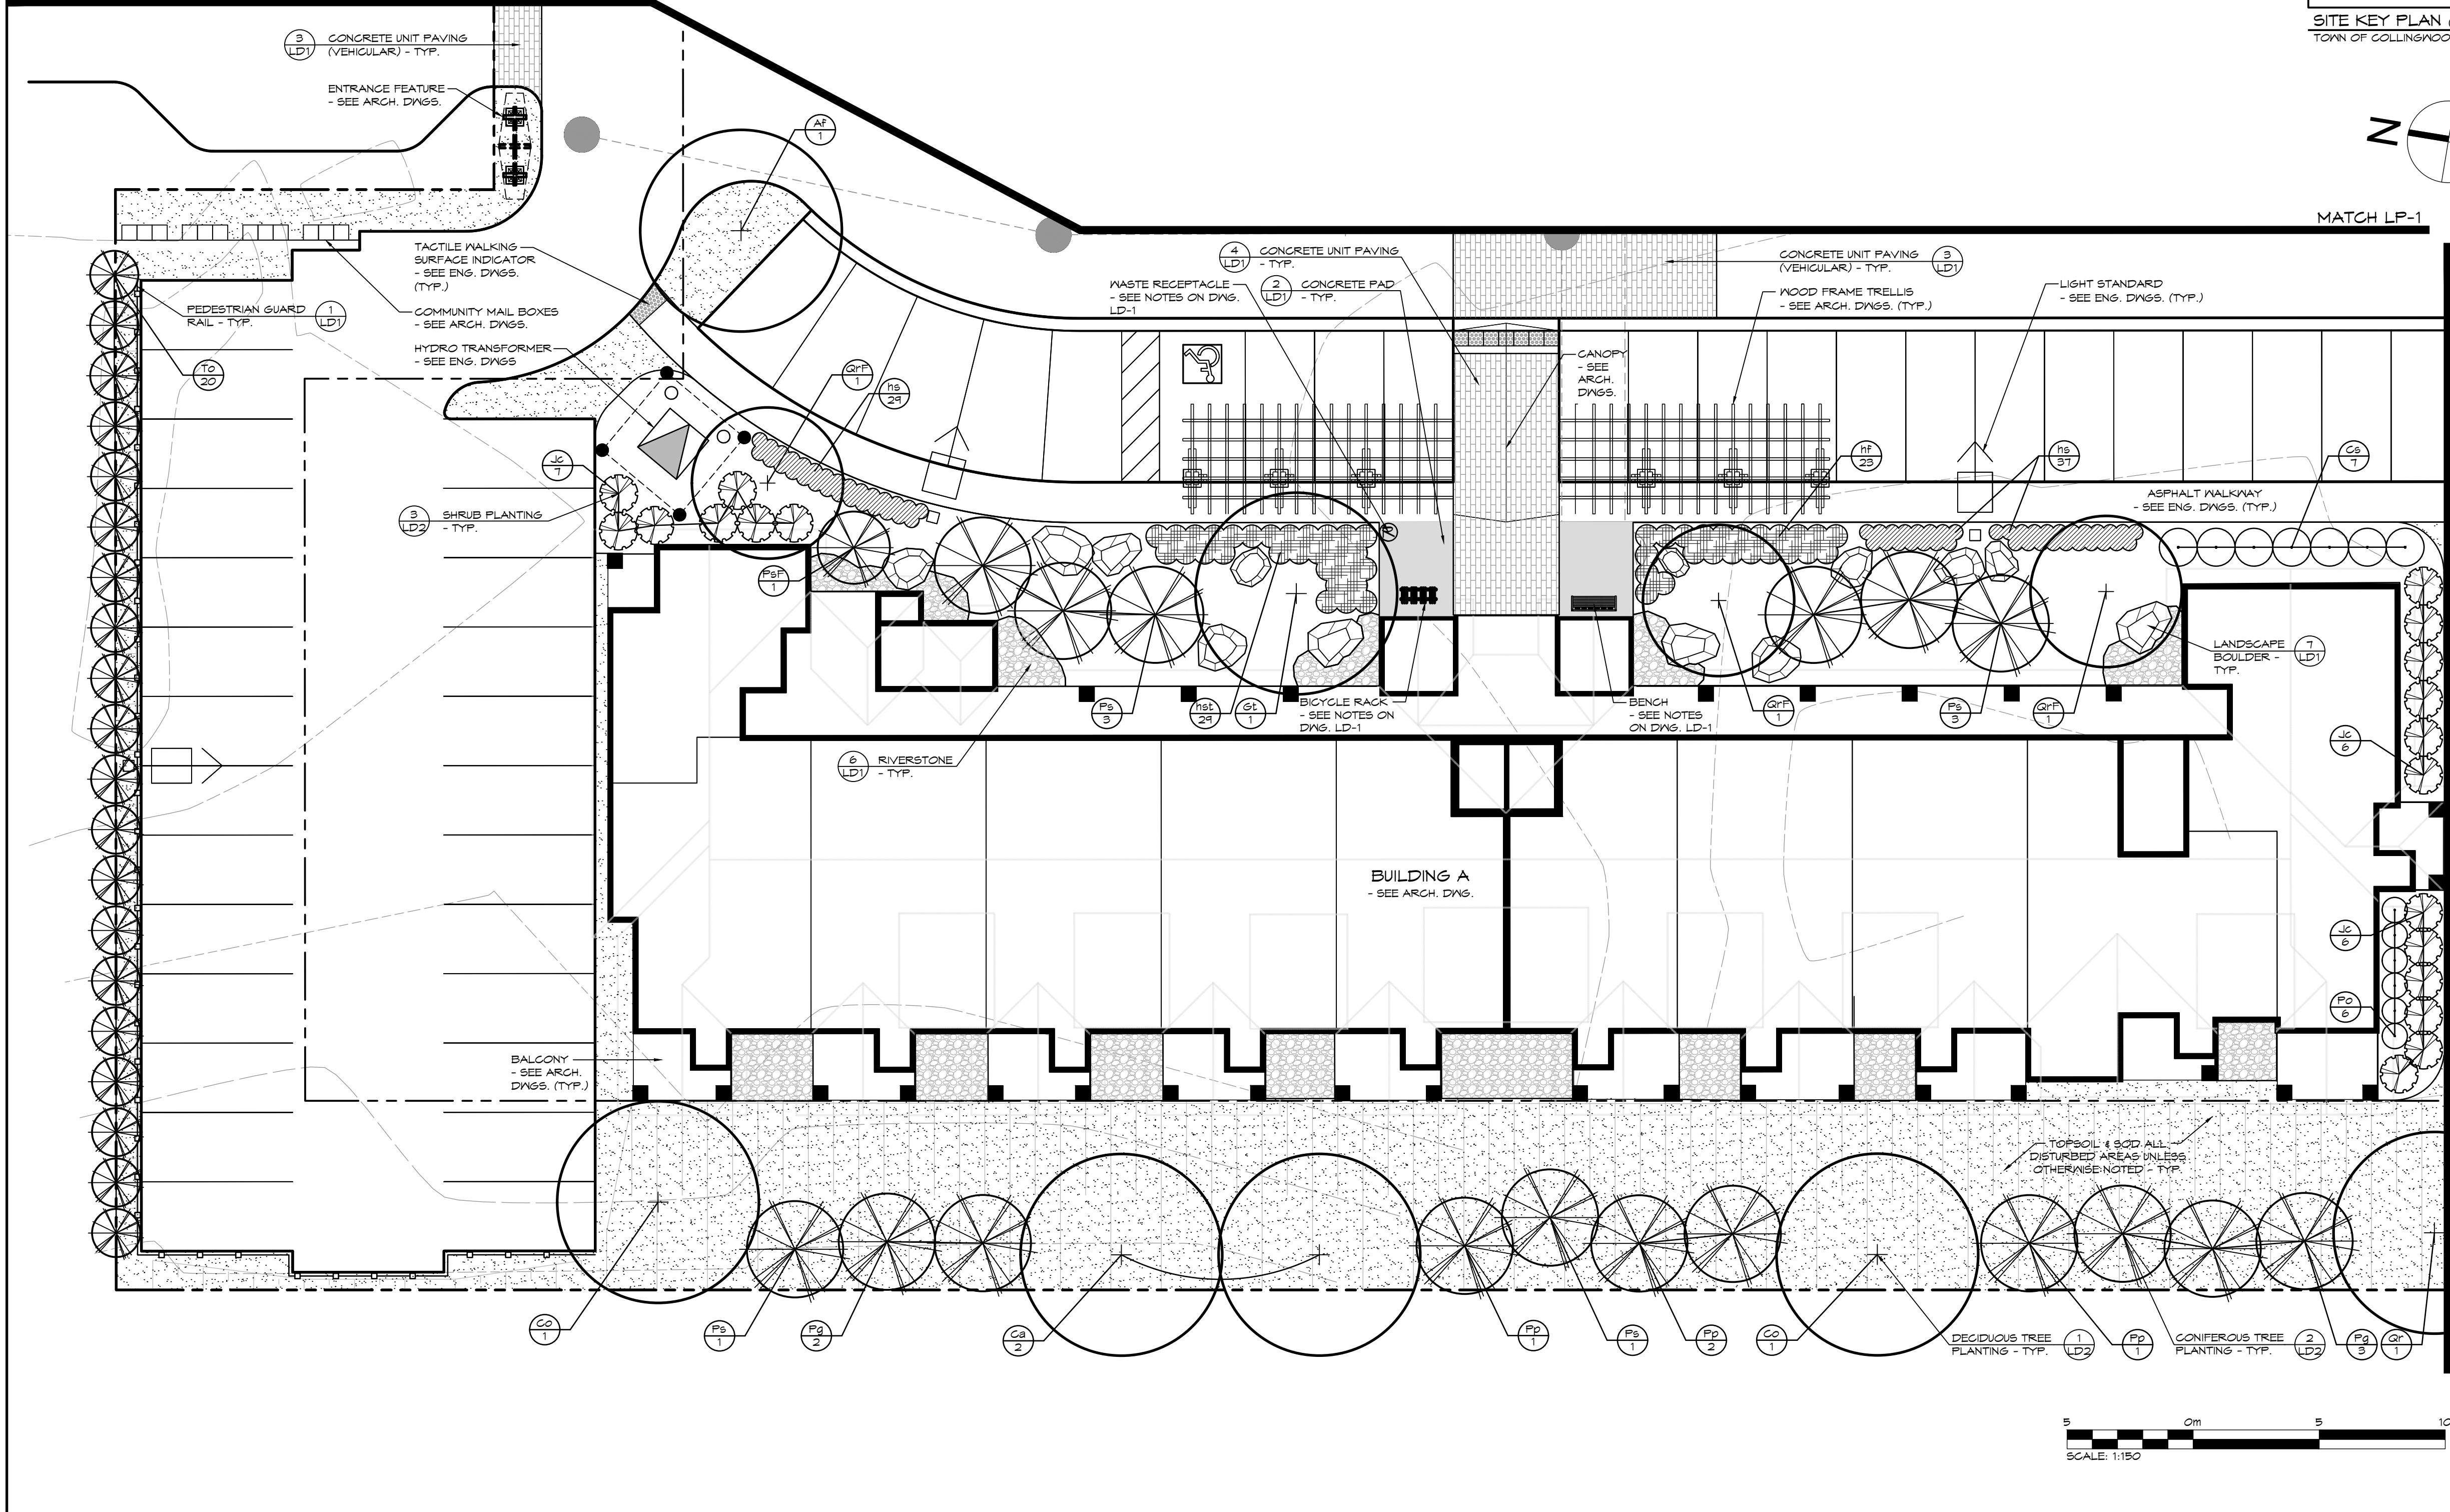 SITE KEY PLAN
TOWN OF COLLINGWOO
N
MATCH LP-1
3
LD1
CONCRETE UNIT PAVING
(VEHICULAR) - TYP.
ENTRANCE FEATURE
- SEE ARCH. DWGS.
Af
1
TACTILE WALKING
SURFACE INDICATOR
- SEE ENG. DWGS.
(TYP.)
PEDESTRIAN GUARD
RAIL - TYP.
1
LD1
COMMUNITY MAIL BOXES
- SEE ARCH. DWGS.
HYDRO TRANSFORMER
- SEE ENG. DWGS
To
20
4
LD1
CONCRETE UNIT PAVING
- TYP.
WASTE RECEPTACLE
- SEE NOTES ON DWG.
LD-1
2
LD1
CONCRETE PAD
- TYP.
CONCRETE UNIT PAVING
(VEHICULAR) - TYP.
3
LD1
WOOD FRAME TRELLIS
- SEE ARCH. DWGS. (TYP.)
LIGHT STANDARD
- SEE ENG. DWGS. (TYP.)
CANOPY
- SEE
ARCH.
DWGS.
QrF
1
hs
29
Jc
7
3
LD2
SHRUB PLANTING
- TYP.
hf
23
hs
37
Cs
7
ASPHALT WALKWAY
- SEE ENG. DWGS. (TYP.)
R
PsF
1
LANDSCAPE
BOULDER -
TYP.
7
LD1
Ps
3
hst
29
Gt
1
BICYCLE RACK
- SEE NOTES ON
DWG. LD-1
BENCH
- SEE NOTES
ON DWG. LD-1
QrF
1
Ps
3
QrF
1
Jc
6
6
LD1
RIVERSTONE
- TYP.
BUILDING A
- SEE ARCH. DWG.
Jc
6
Po
6
BALCONY
- SEE ARCH.
DWGS. (TYP.)
TOPSOIL & SOD ALL
DISTURBED AREAS UNLESS
OTHERWISE NOTED - TYP.
Co
1
Ps
1
Pg
2
Ca
2
Pp
1
Ps
1
Pp
2
Co
1
DECIDUOUS TREE
PLANTING - TYP.
1
LD2
Pp
1
CONIFEROUS TREE
PLANTING - TYP.
2
LD2
Pg
3
Qr
1
5 0m 5 10
SCALE: 1:150